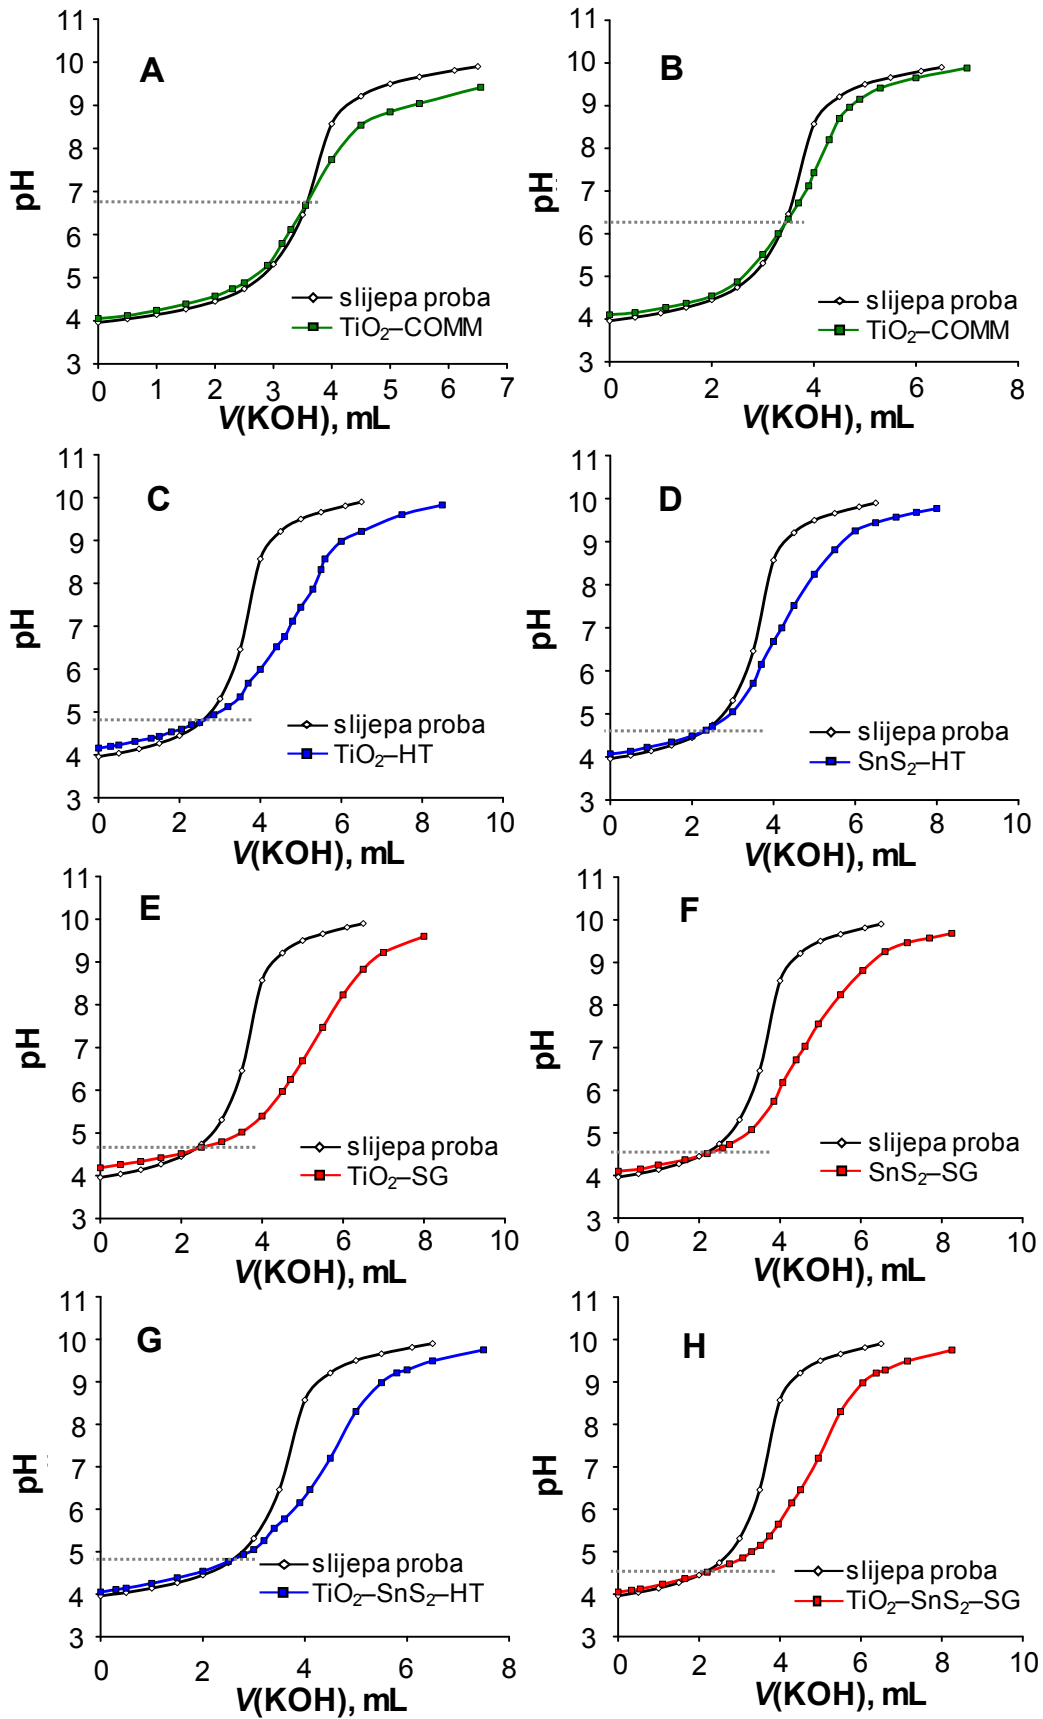 A
11
10
9
8
7
6
5
4
3
pH
slijepa proba
TiO₂–COMM
0 1 2 3 4 5 6 7
V(KOH), mL
B
11
10
9
8
7
6
5
4
3
pH
slijepa proba
TiO₂–COMM
0 2 4 6 8
V(KOH), mL
C
11
10
9
8
7
6
5
4
3
pH
slijepa proba
TiO₂–HT
0 2 4 6 8 10
V(KOH), mL
D
11
10
9
8
7
6
5
4
3
pH
slijepa proba
SnS₂–HT
0 2 4 6 8 10
V(KOH), mL
E
11
10
9
8
7
6
5
4
3
pH
slijepa proba
TiO₂–SG
0 2 4 6 8 10
V(KOH), mL
F
11
10
9
8
7
6
5
4
3
pH
slijepa proba
SnS₂–SG
0 2 4 6 8 10
V(KOH), mL
G
11
10
9
8
7
6
5
4
3
pH
slijepa proba
TiO₂–SnS₂–HT
0 2 4 6 8
V(KOH), mL
H
11
10
9
8
7
6
5
4
3
pH
slijepa proba
TiO₂–SnS₂–SG
0 2 4 6 8 10
V(KOH), mL